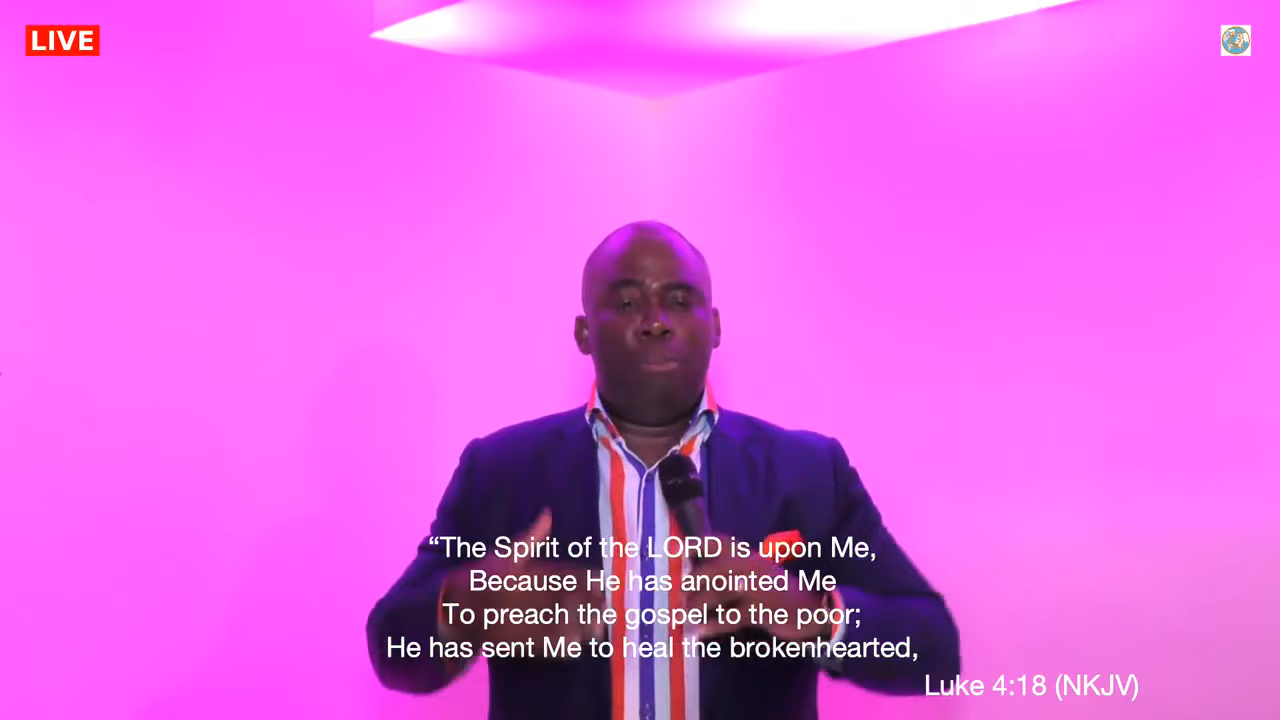 LIVE
“The Spirit of the LORD is upon Me,
Because He has anointed Me
To preach the gospel to the poor;
He has sent Me to heal the brokenhearted,
Luke 4:18 (NKJV)